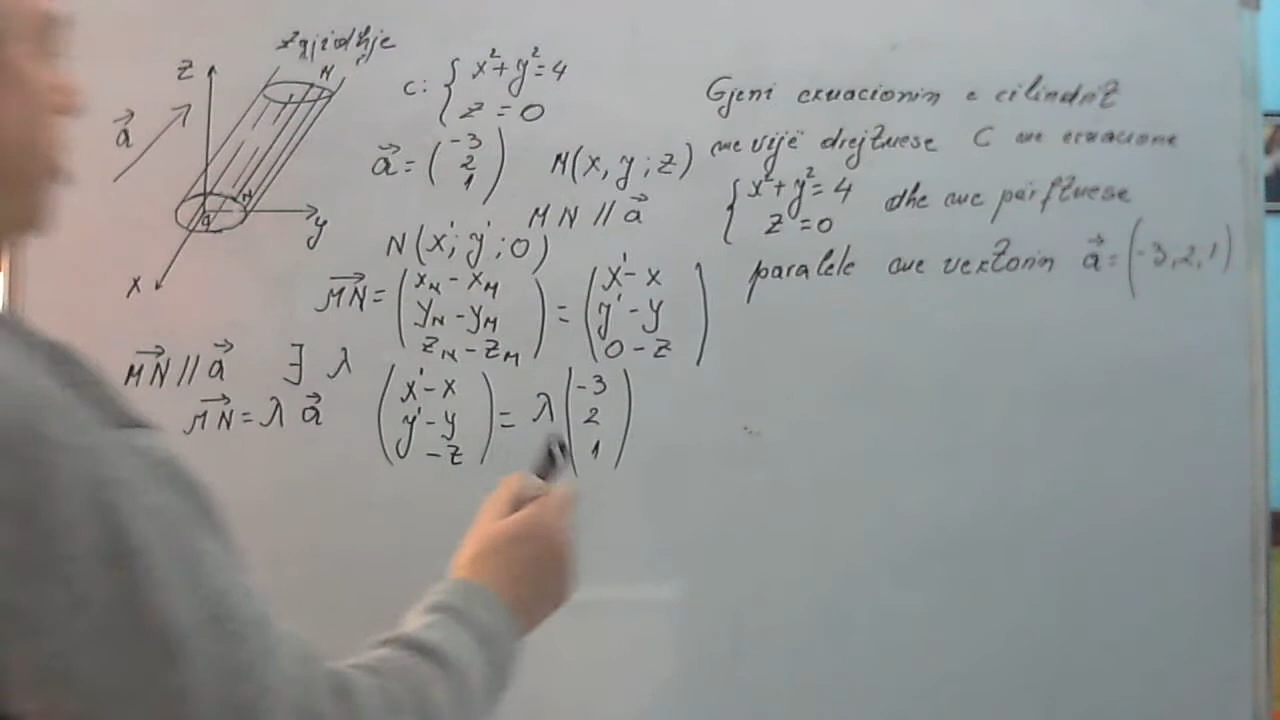 Zgjidhje
z
a⃗
M
N
O
y
x
C: { x²+y²=4
z=0
a⃗ = (-3 2 1)
M(x, y; z)
MN // a⃗
N(x'; y'; 0)
MN⃗ = (x_N - x_M y_N - y_M z_N - z_M) = (x'-x y'-y 0-z)
MN⃗ // a⃗ ∃ λ
MN⃗ = λ a⃗
(x'-x y'-y -z) = λ (-3 2 1)
Gjeni ekuacionin e cilindrit
me vijë drejtuese C me ekuacione
{ x²+y²=4
z=0
dhe me përftuese
paralele me vektorin a⃗ = (-3, 2, 1)